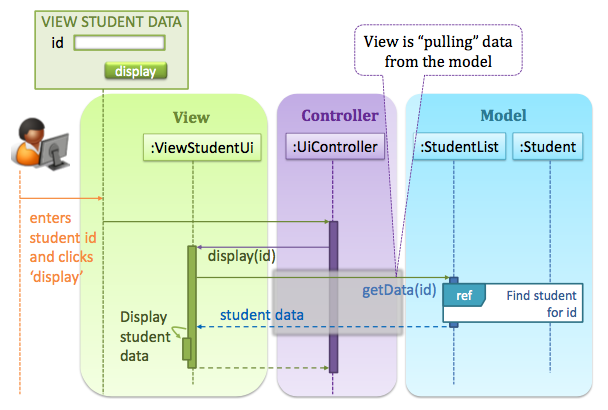 VIEW STUDENT DATA
id
display
View is “pulling” data
from the model
View
Controller
Model
:ViewStudentUi
:UiController
:StudentList
:Student
enters
student id
and clicks
‘display’
display(id)
getData(id)
ref
Find student
for id
student data
Display
student
data